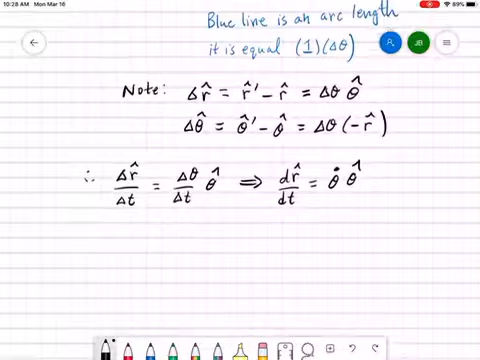 10:28 AM Mon Mar 16
89%
Blue line is an arc length
it is equal (1)(Δθ)
JB
Note: Δr̂ = r̂′ − r̂ = Δθ θ̂
Δθ̂ = θ̂′ − θ̂ = Δθ(−r̂)
∴ Δr̂/Δt = Δθ/Δt θ̂ ⟹ dr̂/dt = θ̇ θ̂